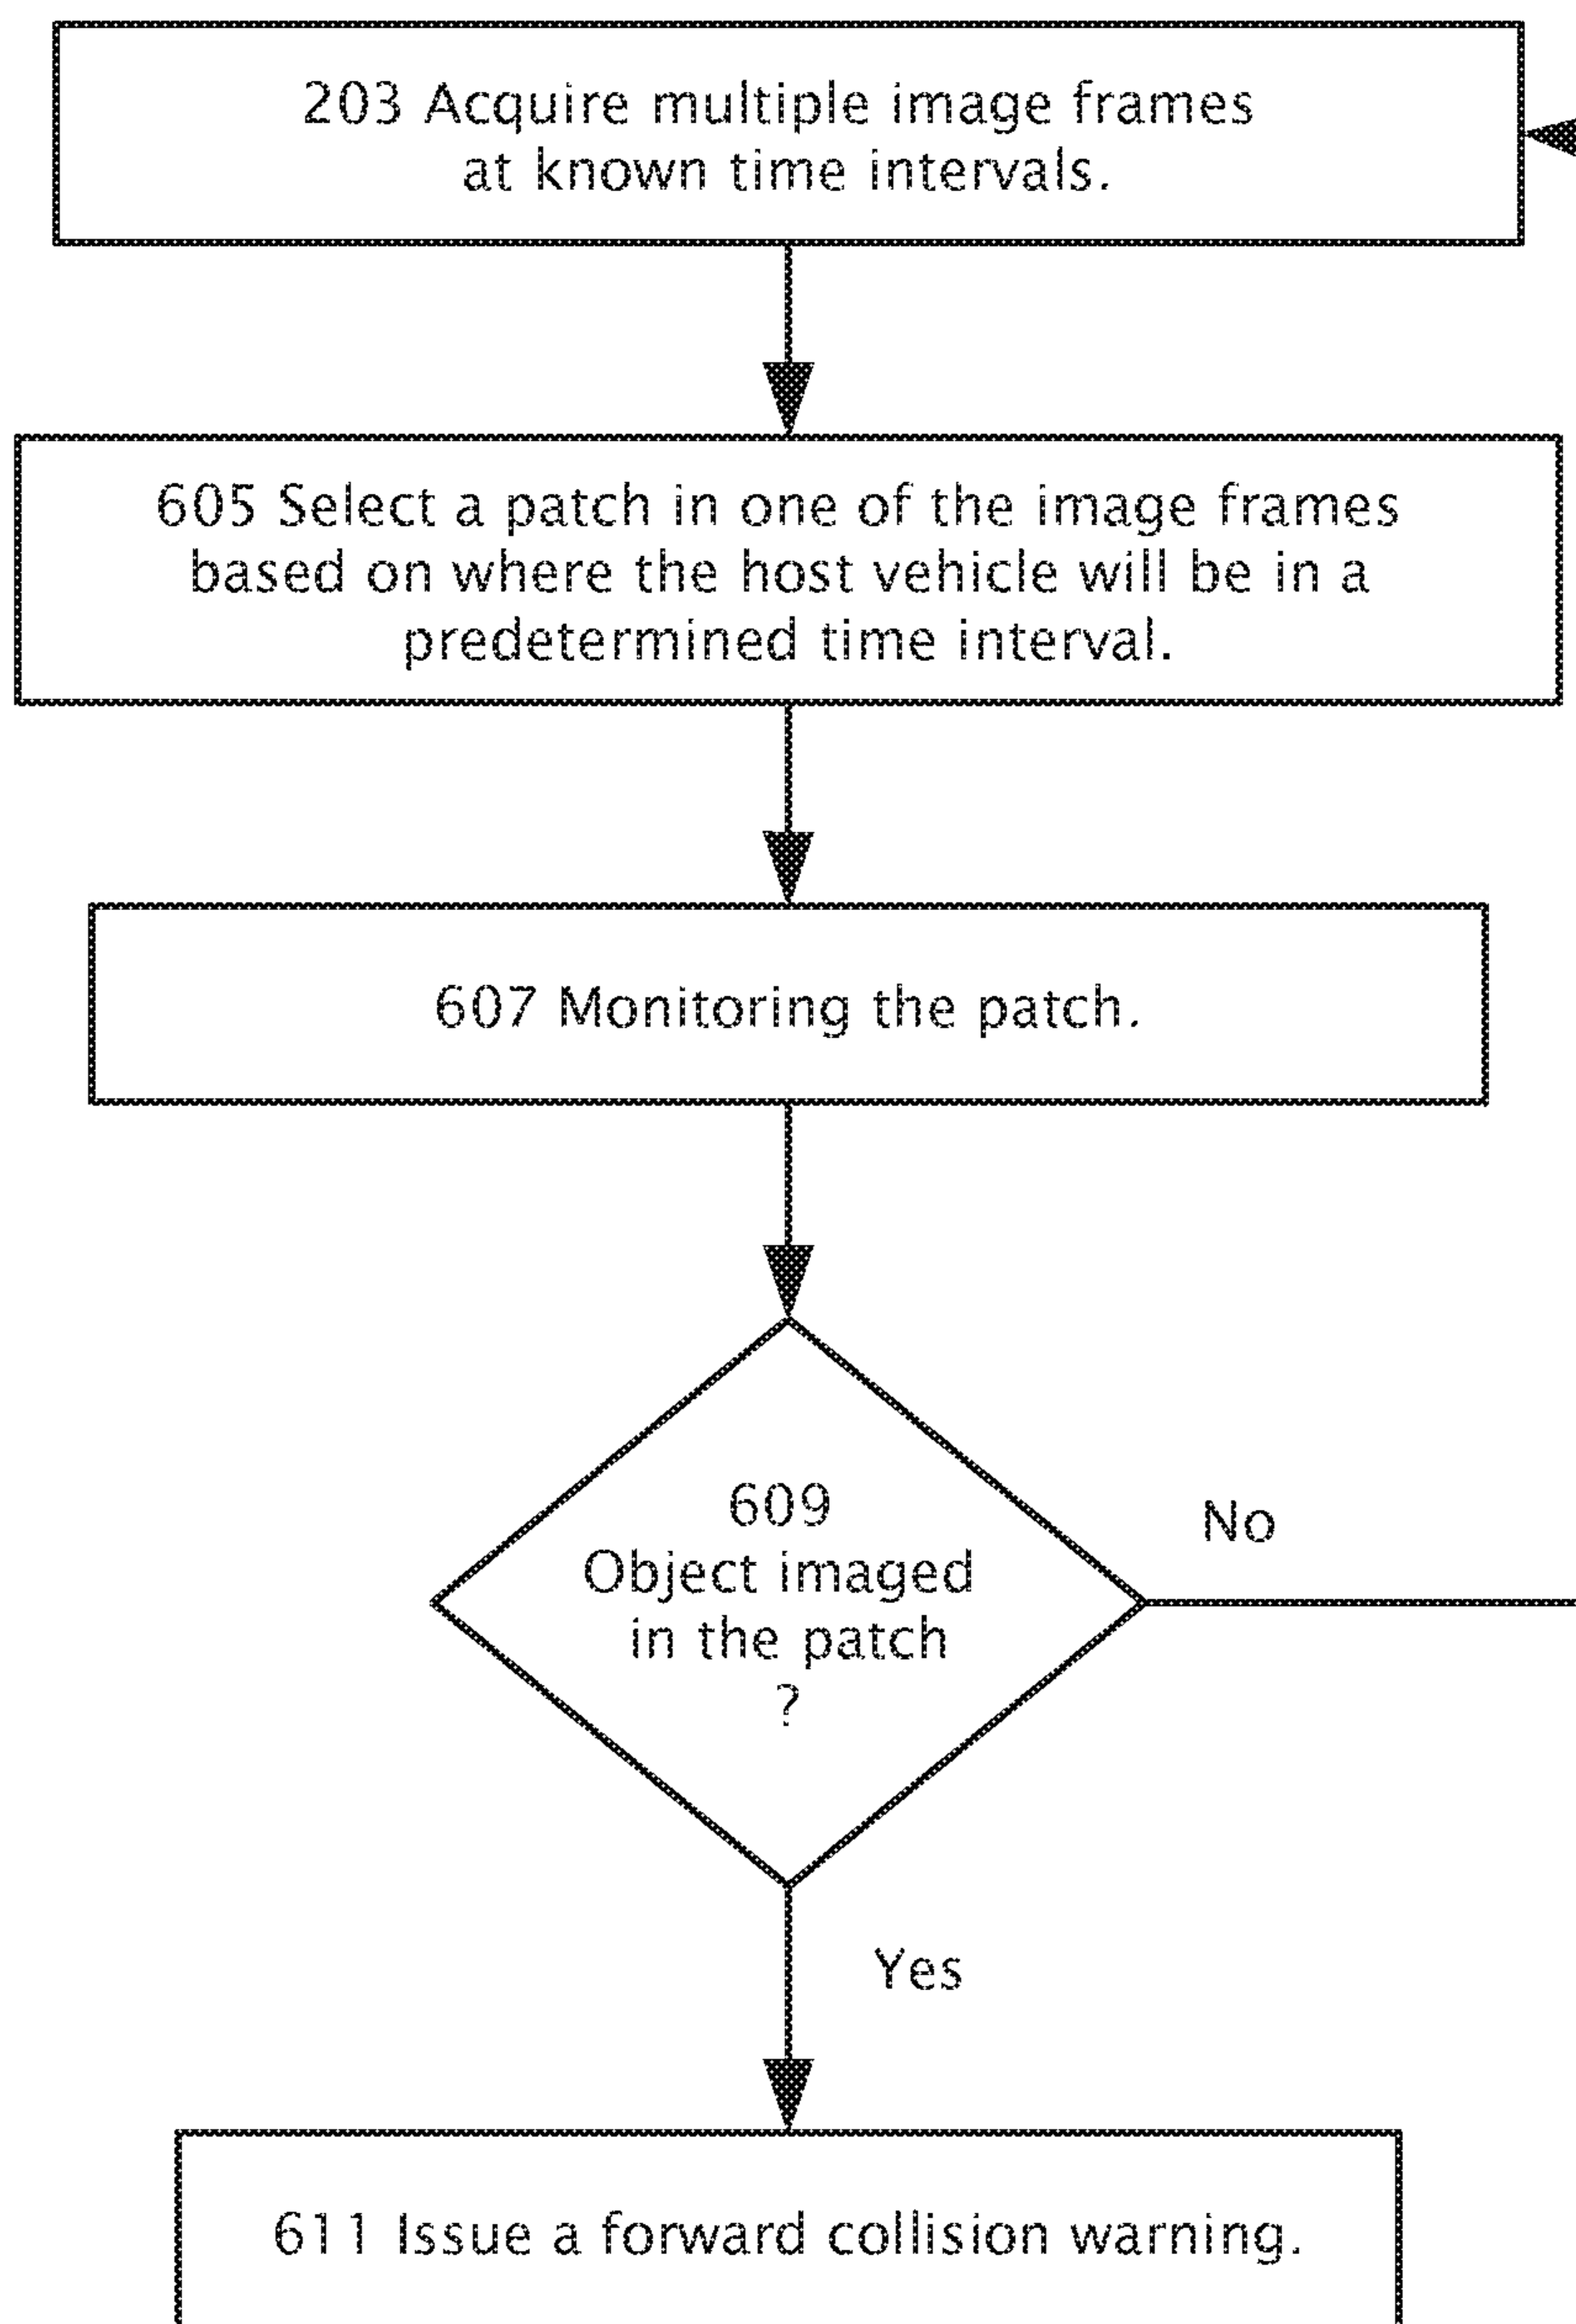 203 Acquire multiple image frames
at known time intervals.
605 Select a patch in one of the image frames
based on where the host vehicle will be in a
predetermined time interval.
607 Monitoring the patch.
609
Object imaged
in the patch
?
No
Yes
611 Issue a forward collision warning.